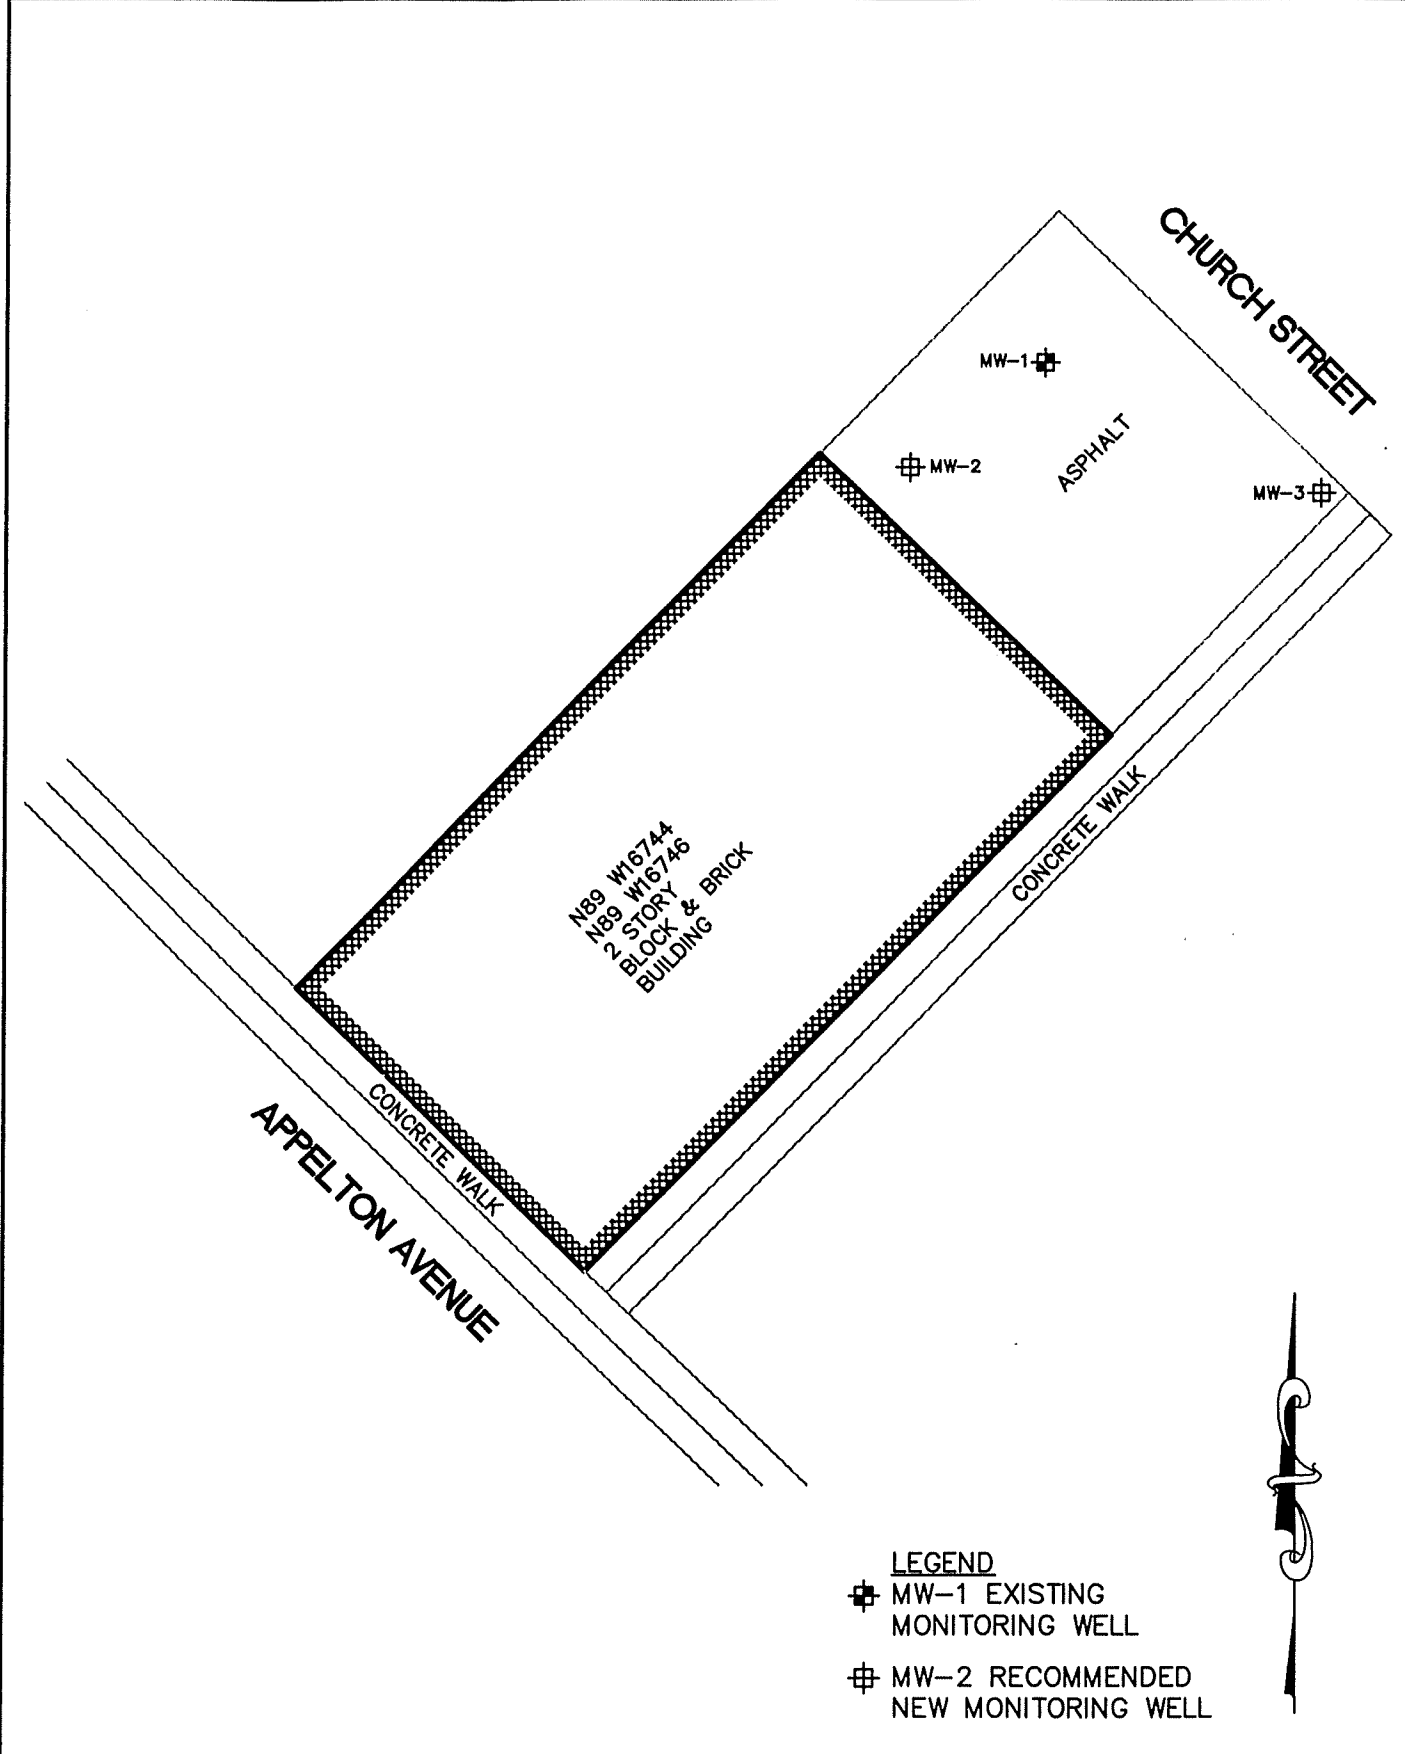 CHURCH STREET
MW-1
ASPHALT
MW-2
MW-3
N89 W16744
N89 W16746
2 STORY
BLOCK & BRICK
BUILDING
CONCRETE WALK
CONCRETE WALK
APPELTON AVENUE
LEGEND
MW-1 EXISTING
MONITORING WELL
MW-2 RECOMMENDED
NEW MONITORING WELL